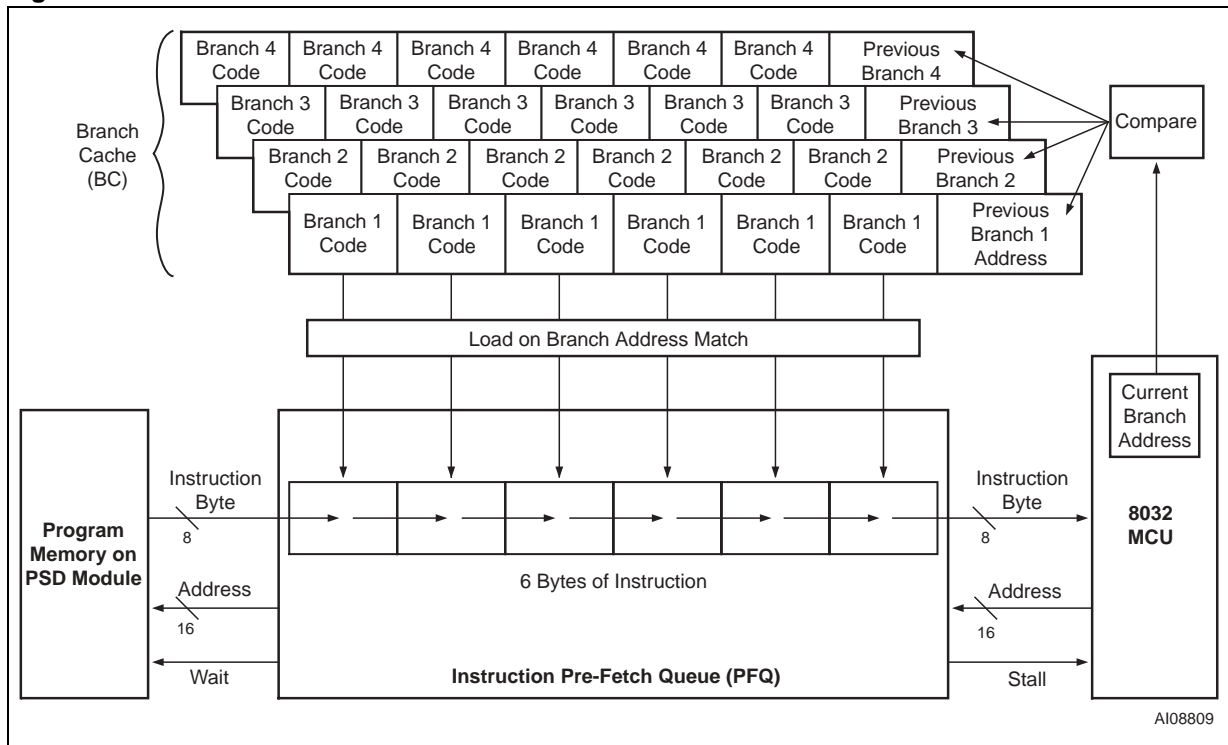 Branch 4 Code
Branch 4 Code
Branch 4 Code
Branch 4 Code
Branch 4 Code
Branch 4 Code
Previous Branch 4
Branch 3 Code
Branch 3 Code
Branch 3 Code
Branch 3 Code
Branch 3 Code
Branch 3 Code
Previous Branch 3
Compare
Branch Cache (BC)
Branch 2 Code
Branch 2 Code
Branch 2 Code
Branch 2 Code
Branch 2 Code
Branch 2 Code
Previous Branch 2
Branch 1 Code
Branch 1 Code
Branch 1 Code
Branch 1 Code
Branch 1 Code
Branch 1 Code
Previous Branch 1 Address
Load on Branch Address Match
Current Branch Address
Instruction Byte
8
Instruction Byte
8
Program Memory on PSD Module
8032 MCU
6 Bytes of Instruction
Address
16
Address
16
Wait
Instruction Pre-Fetch Queue (PFQ)
Stall
AI08809